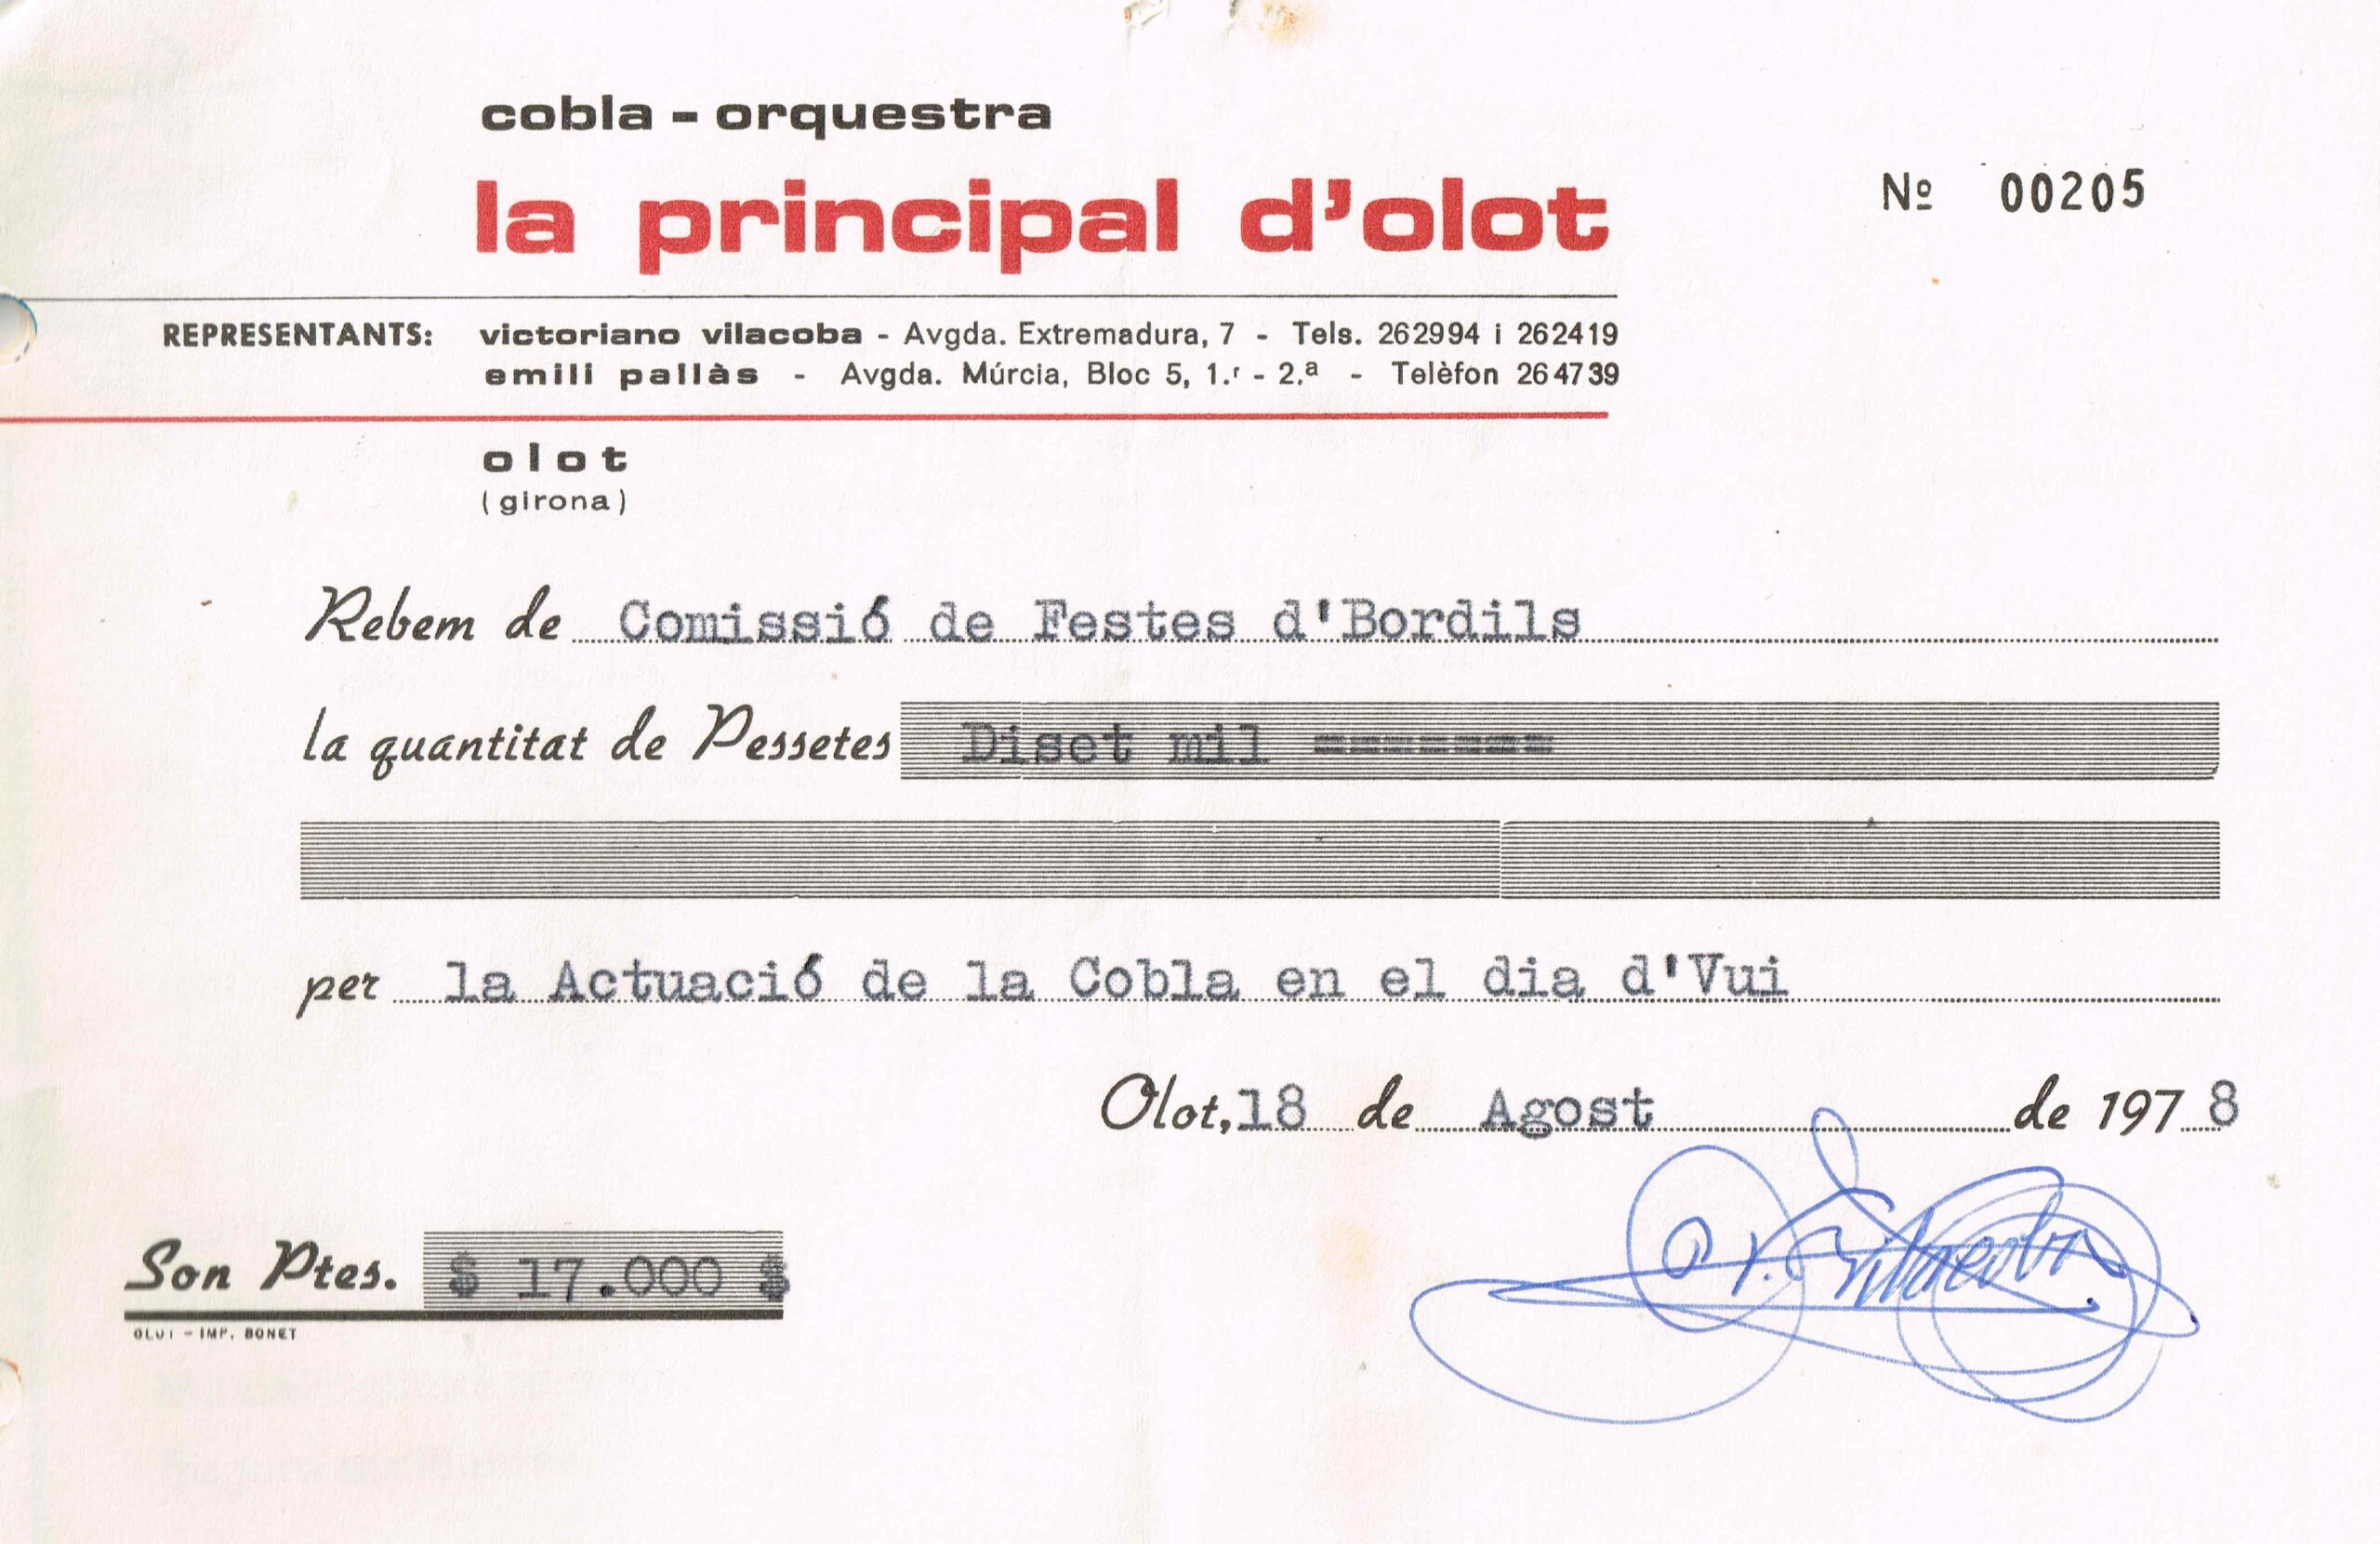 cobla - orquestra
la principal d'olot
Nº 00205
REPRESENTANTS: victoriano vilacoba - Avgda. Extremadura, 7 - Tels. 262994 i 262419
emili pallàs - Avgda. Múrcia, Bloc 5, 1.r - 2.ª - Telèfon 264739
olot
(girona)
Rebem de Comissió de Festes d'Bordils
la quantitat de Pessetes Diset mil =======
per la Actuació de la Cobla en el dia d'Vui
Olot, 18 de Agost de 1978
Son Ptes. $ 17.000 $
P. V. Vilacoba
OLOT - IMP. BONET